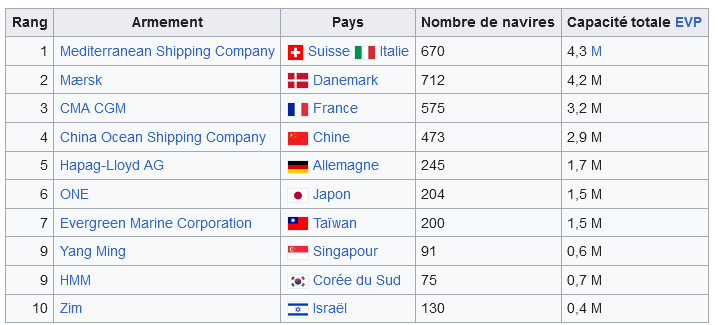 Rang Armement Pays Nombre de navires Capacité totale EVP
1 Mediterranean Shipping Company Suisse Italie 670 4,3 M
2 Mærsk Danemark 712 4,2 M
3 CMA CGM France 575 3,2 M
4 China Ocean Shipping Company Chine 473 2,9 M
5 Hapag-Lloyd AG Allemagne 245 1,7 M
6 ONE Japon 204 1,5 M
7 Evergreen Marine Corporation Taïwan 200 1,5 M
9 Yang Ming Singapour 91 0,6 M
9 HMM Corée du Sud 75 0,7 M
10 Zim Israël 130 0,4 M